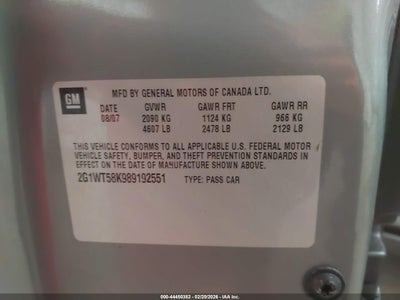 GM
MFD BY GENERAL MOTORS OF CANADA LTD.
DATE GVWR GAWR FRT GAWR RR
08/07 2090 KG 1124 KG 966 KG
4607 LB 2478 LB 2129 LB
THIS VEHICLE CONFORMS TO ALL APPLICABLE U.S. FEDERAL MOTOR
VEHICLE SAFETY, BUMPER, AND THEFT PREVENTION STANDARDS IN
EFFECT ON THE DATE OF MANUFACTURE SHOWN ABOVE.
2G1WT58K989192551 TYPE: PASS CAR
000-44450382 - 02/20/2026 - IAA Inc.